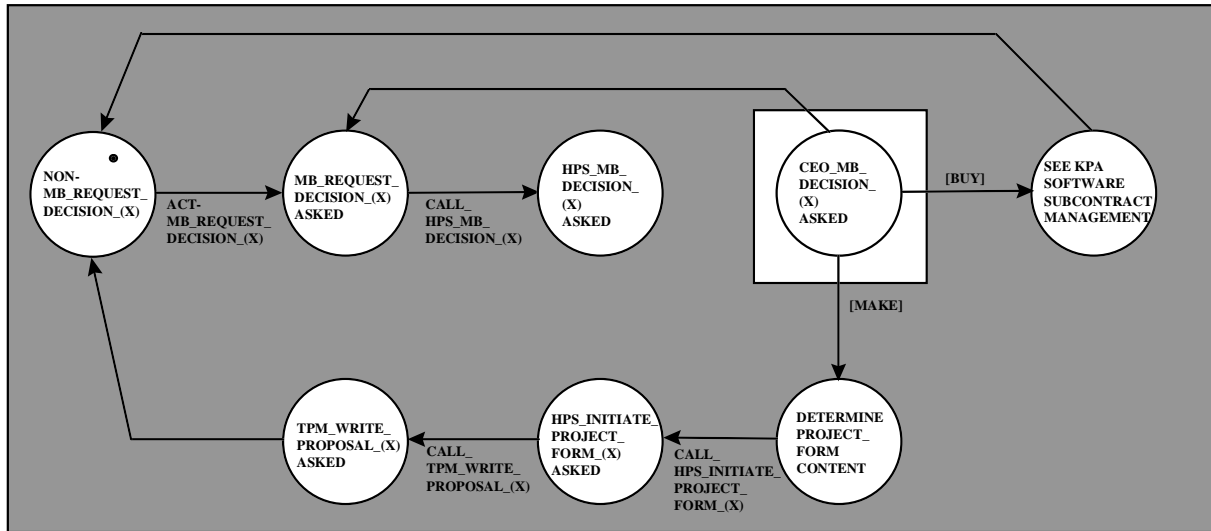 NON-
MB_REQUEST_
DECISION_(X)
ACT-
MB_REQUEST_
DECISION_(X)
MB_REQUEST_
DECISION_(X)
ASKED
CALL_
HPS_MB_
DECISION_(X)
HPS_MB_
DECISION_
(X)
ASKED
CEO_MB_
DECISION_
(X)
ASKED
[BUY]
SEE KPA
SOFTWARE
SUBCONTRACT
MANAGEMENT
[MAKE]
TPM_WRITE_
PROPOSAL_(X)
ASKED
CALL_
TPM_WRITE_
PROPOSAL_(X)
HPS_INITIATE_
PROJECT_
FORM_(X)
ASKED
CALL_
HPS_INITIATE_
PROJECT_
FORM_(X)
DETERMINE
PROJECT_
FORM
CONTENT